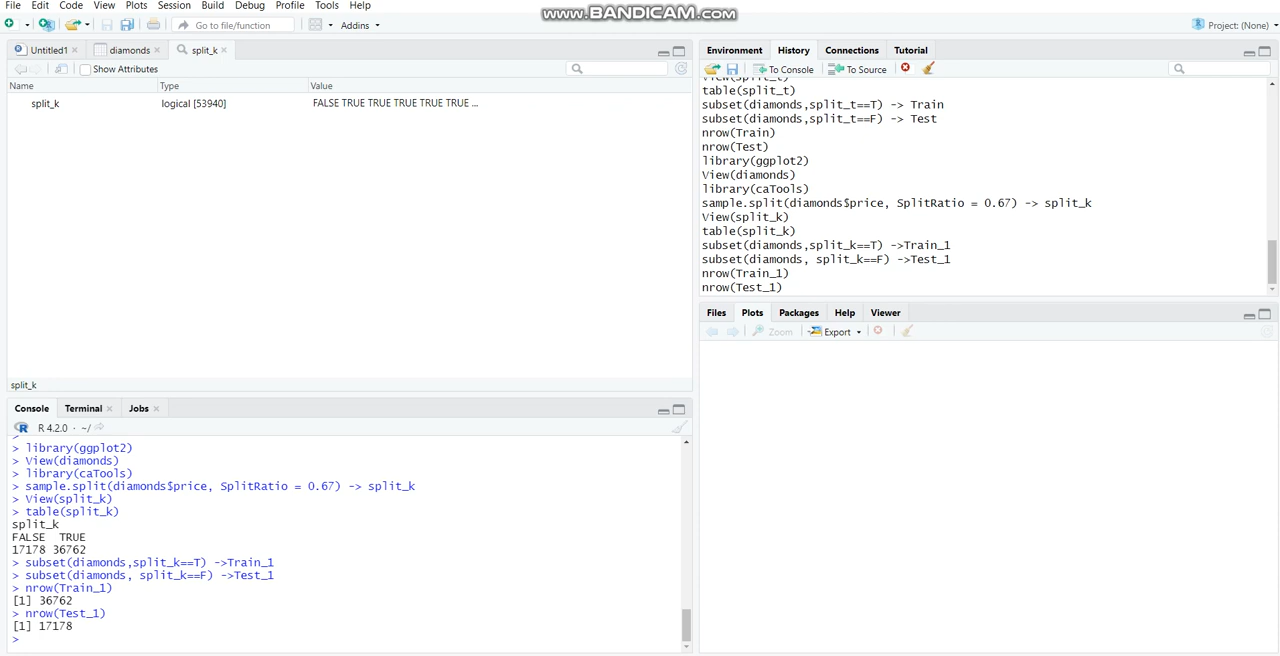 File Edit Code View Plots Session Build Debug Profile Tools Help
www.BANDICAM.com
Go to file/function
Addins
Project: (None)
Untitled1
diamonds
split_k
Show Attributes
Name Type Value
split_k logical [53940] FALSE TRUE TRUE TRUE TRUE TRUE ...
split_k
Console Terminal Jobs
R 4.2.0 · ~/
> library(ggplot2)
> View(diamonds)
> library(caTools)
> sample.split(diamonds$price, SplitRatio = 0.67) -> split_k
> View(split_k)
> table(split_k)
split_k
FALSE TRUE
17178 36762
> subset(diamonds,split_k==T) ->Train_1
> subset(diamonds, split_k==F) ->Test_1
> nrow(Train_1)
[1] 36762
> nrow(Test_1)
[1] 17178
>
Environment History Connections Tutorial
To Console To Source
View(split_t)
table(split_t)
subset(diamonds,split_t==T) -> Train
subset(diamonds,split_t==F) -> Test
nrow(Train)
nrow(Test)
library(ggplot2)
View(diamonds)
library(caTools)
sample.split(diamonds$price, SplitRatio = 0.67) -> split_k
View(split_k)
table(split_k)
subset(diamonds,split_k==T) ->Train_1
subset(diamonds, split_k==F) ->Test_1
nrow(Train_1)
nrow(Test_1)
Files Plots Packages Help Viewer
Zoom Export